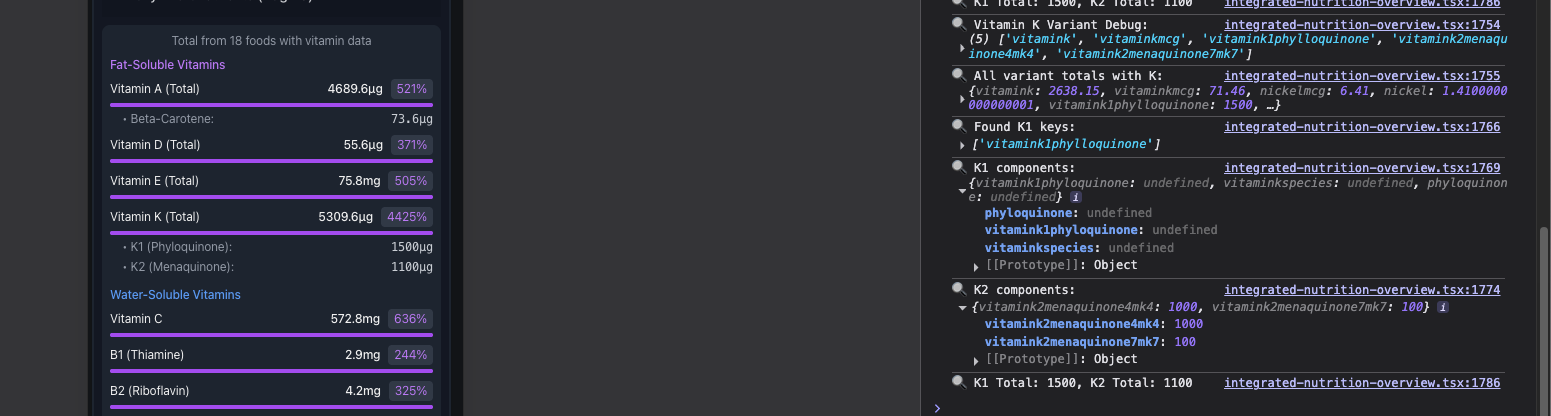 Total from 18 foods with vitamin data
Fat-Soluble Vitamins
Vitamin A (Total) 4689.6µg 521%
• Beta-Carotene: 73.6µg
Vitamin D (Total) 55.6µg 371%
Vitamin E (Total) 75.8mg 505%
Vitamin K (Total) 5309.6µg 4425%
• K1 (Phyloquinone): 1500µg
• K2 (Menaquinone): 1100µg
Water-Soluble Vitamins
Vitamin C 572.8mg 636%
B1 (Thiamine) 2.9mg 244%
B2 (Riboflavin) 4.2mg 325%
K1 Total: 1500, K2 Total: 1100 integrated-nutrition-overview.tsx:1786
Vitamin K Variant Debug: integrated-nutrition-overview.tsx:1754
(5) ['vitamink', 'vitaminkmcg', 'vitamink1phylloquinone', 'vitamink2menaqu
inone4mk4', 'vitamink2menaquinone7mk7']
All variant totals with K: integrated-nutrition-overview.tsx:1755
{vitamink: 2638.15, vitaminkmcg: 71.46, nickelmcg: 6.41, nickel: 1.4100000
000000001, vitamink1phylloquinone: 1500, …}
Found K1 keys: integrated-nutrition-overview.tsx:1766
['vitamink1phylloquinone']
K1 components: integrated-nutrition-overview.tsx:1769
{vitamink1phyloquinone: undefined, vitaminkspecies: undefined, phyloquinon
e: undefined} i
phyloquinone: undefined
vitamink1phyloquinone: undefined
vitaminkspecies: undefined
[[Prototype]]: Object
K2 components: integrated-nutrition-overview.tsx:1774
{vitamink2menaquinone4mk4: 1000, vitamink2menaquinone7mk7: 100} i
vitamink2menaquinone4mk4: 1000
vitamink2menaquinone7mk7: 100
[[Prototype]]: Object
K1 Total: 1500, K2 Total: 1100 integrated-nutrition-overview.tsx:1786